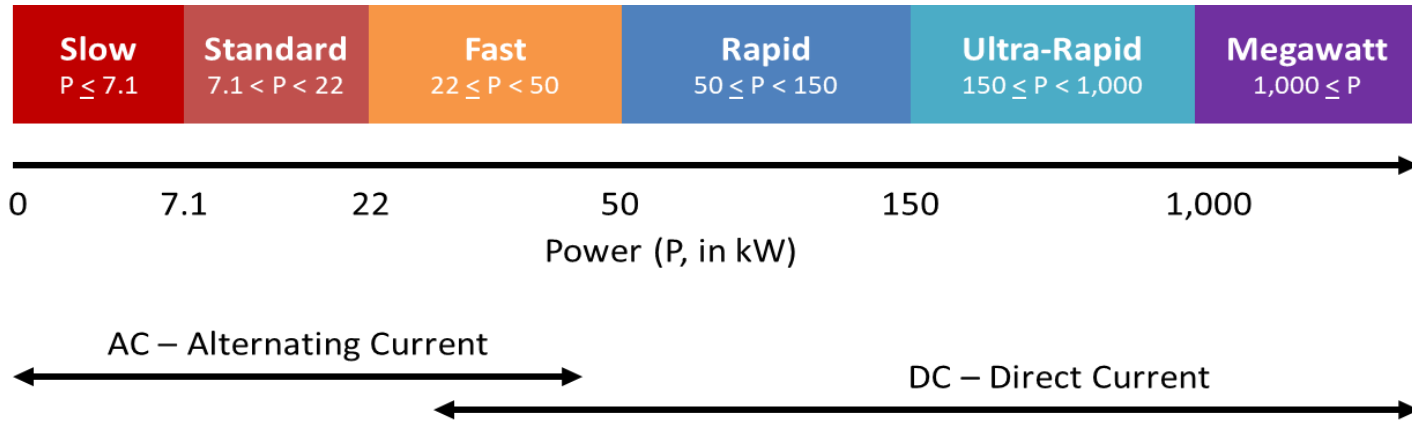 Slow Standard Fast Rapid Ultra-Rapid Megawatt
P ≤ 7.1 7.1 < P < 22 22 ≤ P < 50 50 ≤ P < 150 150 ≤ P < 1,000 1,000 ≤ P
0 7.1 22 50 150 1,000
Power (P, in kW)
AC – Alternating Current
DC – Direct Current